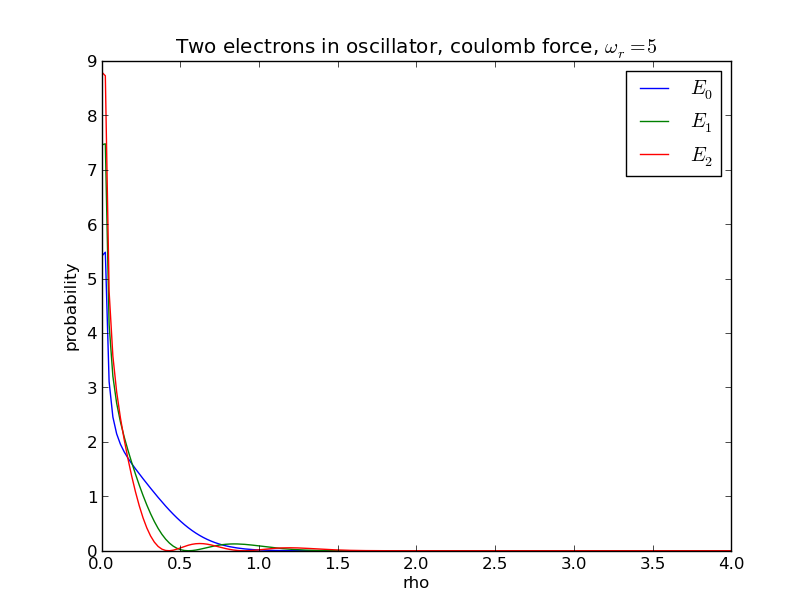 Two electrons in oscillator, coulomb force, ω_r = 5
9
8
7
6
5
4
3
2
1
0
probability
E_0
E_1
E_2
0.0 0.5 1.0 1.5 2.0 2.5 3.0 3.5 4.0
rho